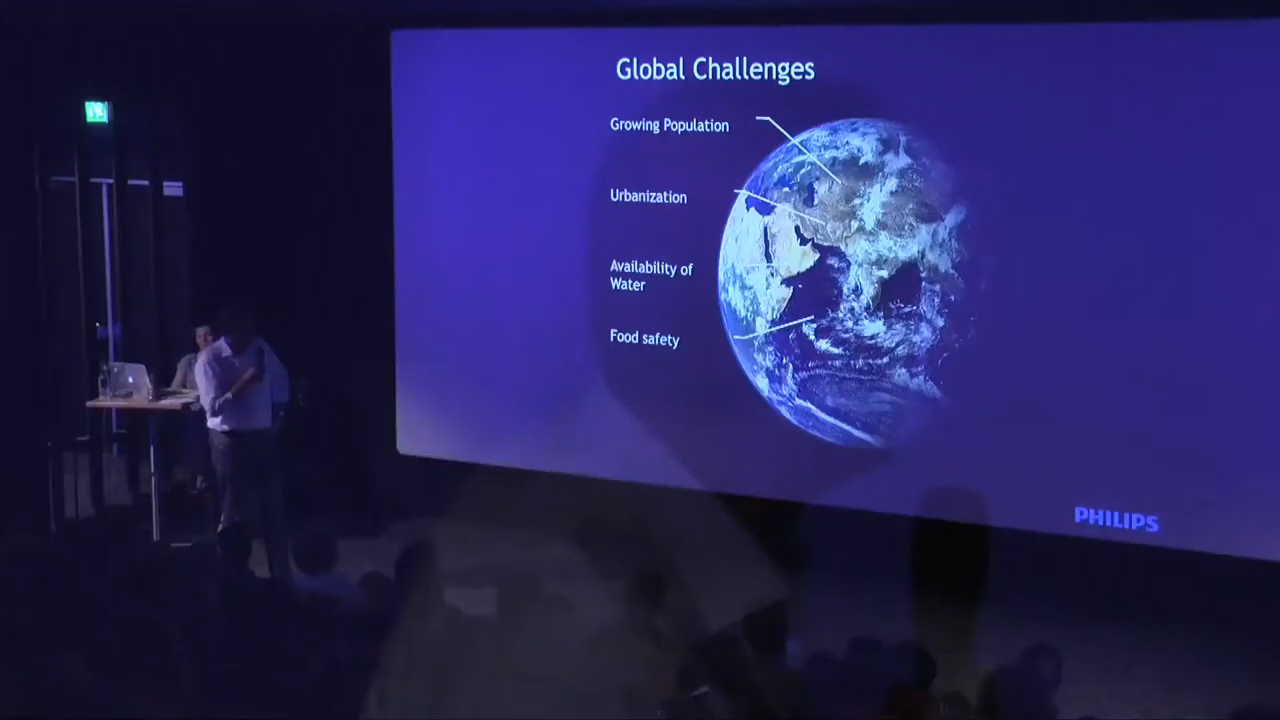 Global Challenges
Growing Population
Urbanization
Availability of
Water
Food safety
PHILIPS